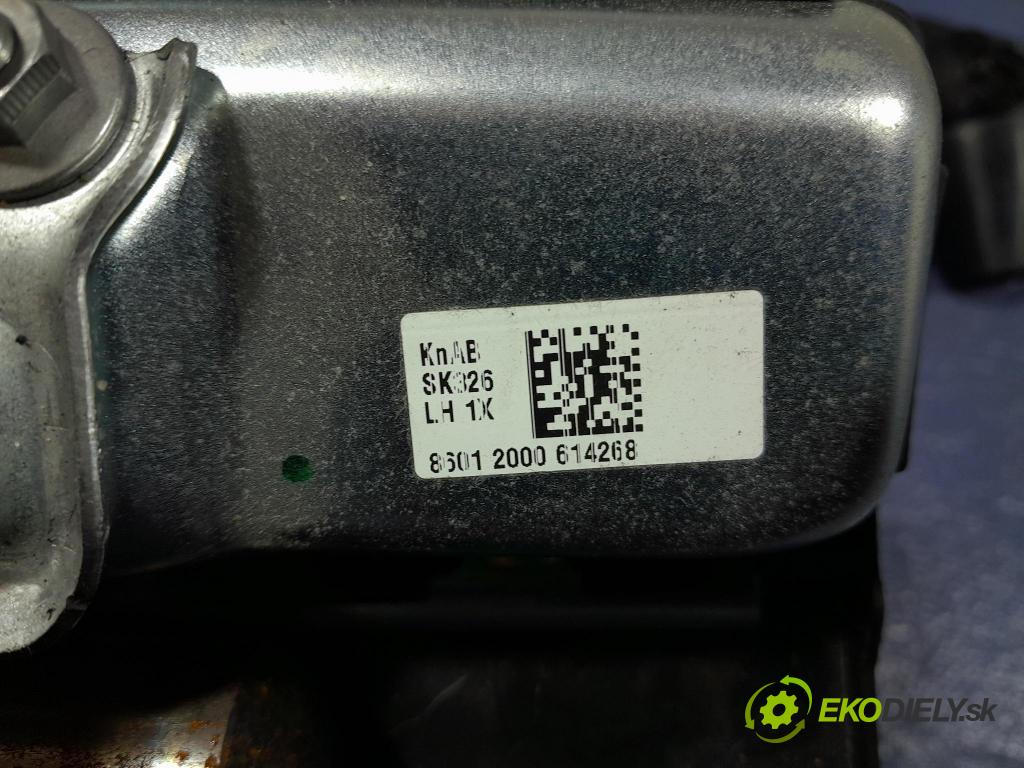 KnAB
SK326
LH 1X
8601 2000 614268
EKODIELY.sk